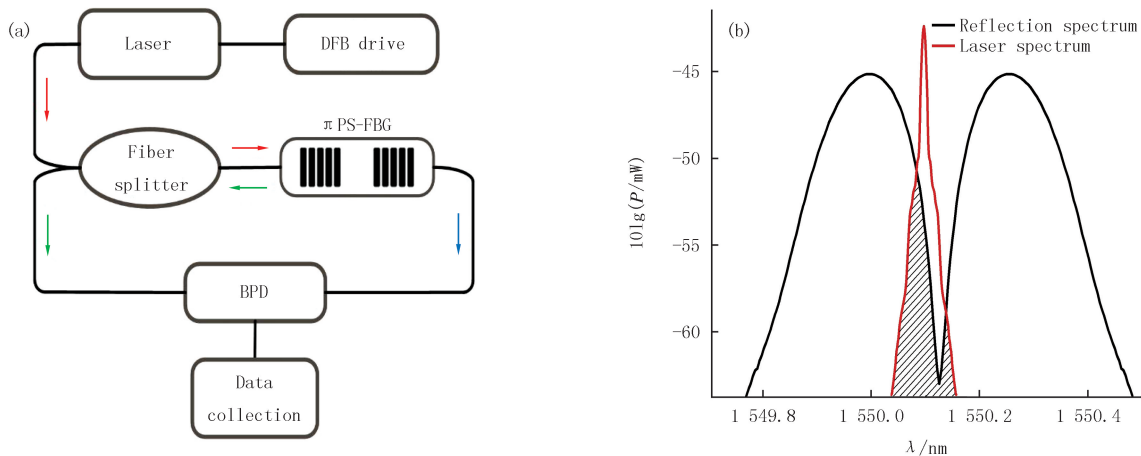 (a)
Laser
DFB drive
πPS-FBG
Fiber
splitter
BPD
Data
collection
(b)
Reflection spectrum
Laser spectrum
-45
-50
-55
-60
10lg(P/mW)
1 549.8
1 550.0
1 550.2
1 550.4
λ/nm